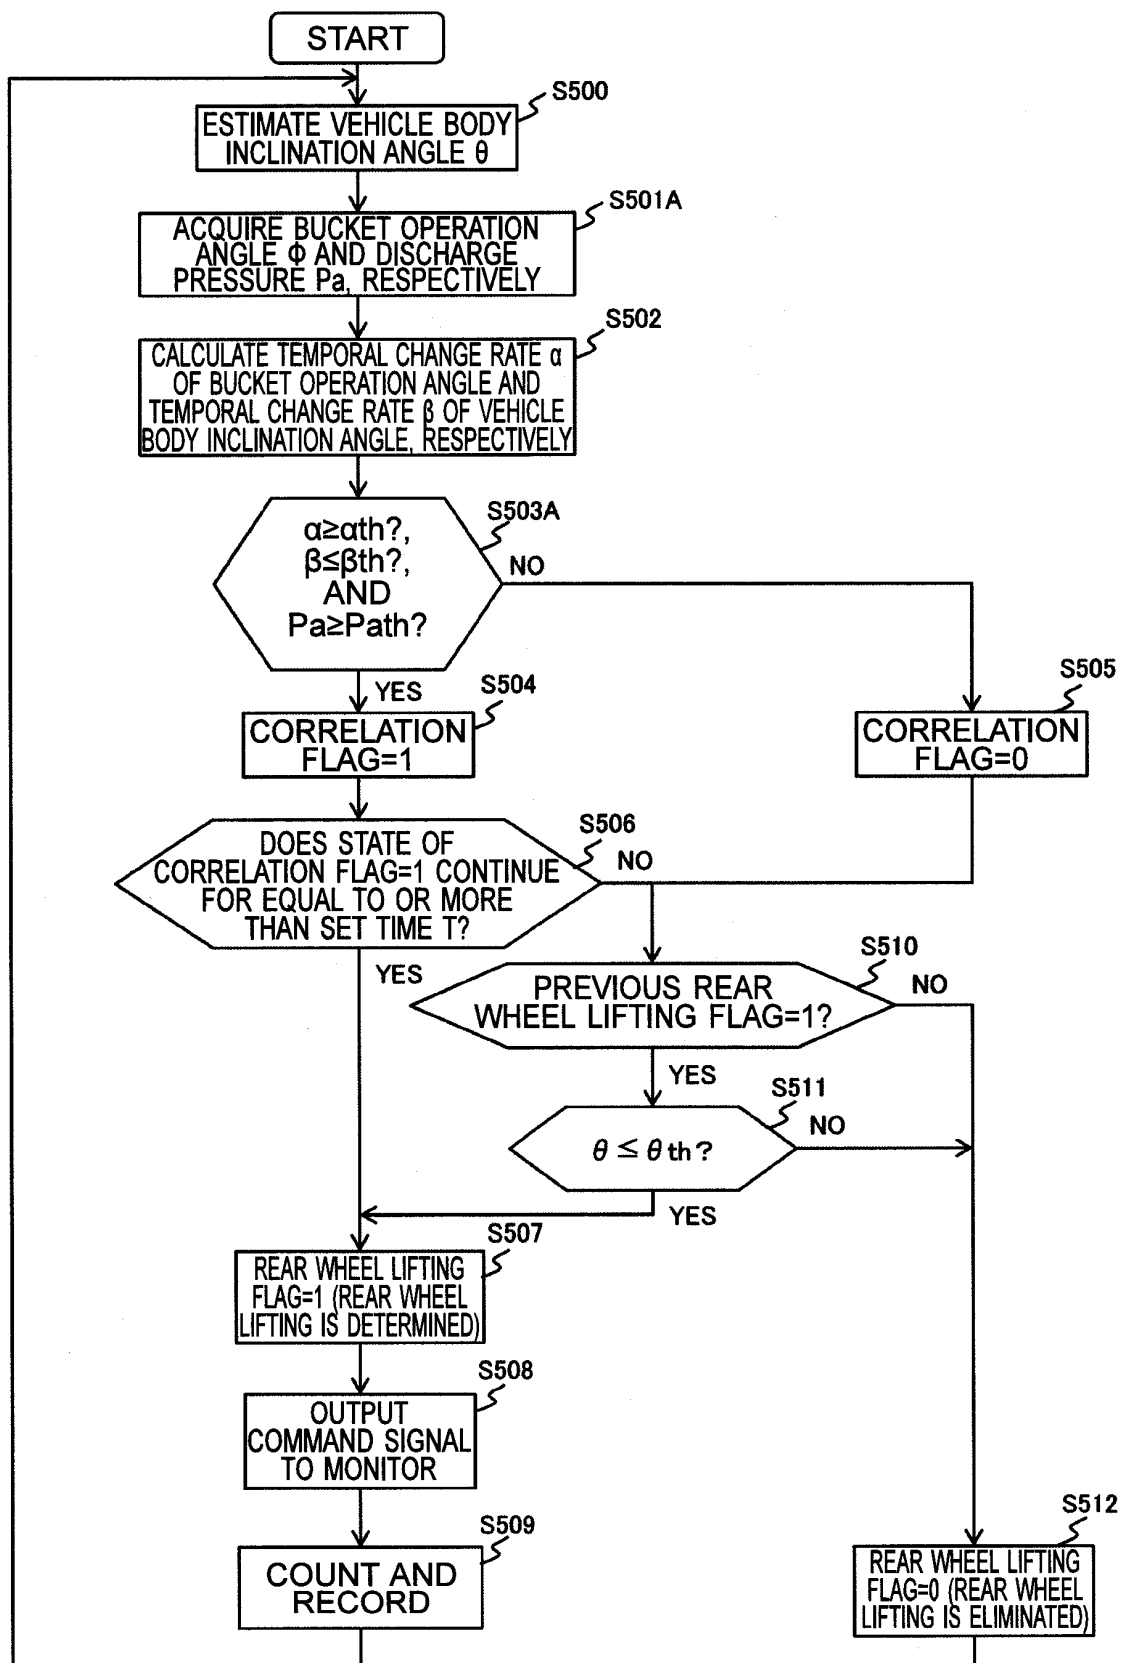 START
S500
ESTIMATE VEHICLE BODY
INCLINATION ANGLE θ
S501A
ACQUIRE BUCKET OPERATION
ANGLE Φ AND DISCHARGE
PRESSURE Pa, RESPECTIVELY
S502
CALCULATE TEMPORAL CHANGE RATE α
OF BUCKET OPERATION ANGLE AND
TEMPORAL CHANGE RATE β OF VEHICLE
BODY INCLINATION ANGLE, RESPECTIVELY
S503A
α≥αth?,
β≤βth?,
AND
Pa≥Path?
NO
YES
S504
CORRELATION
FLAG=1
S505
CORRELATION
FLAG=0
S506
DOES STATE OF
CORRELATION FLAG=1 CONTINUE
FOR EQUAL TO OR MORE
THAN SET TIME T?
NO
YES
S510
PREVIOUS REAR
WHEEL LIFTING FLAG=1?
NO
YES
S511
θ ≤ θth?
NO
YES
S507
REAR WHEEL LIFTING
FLAG=1 (REAR WHEEL
LIFTING IS DETERMINED)
S508
OUTPUT
COMMAND SIGNAL
TO MONITOR
S509
COUNT AND
RECORD
S512
REAR WHEEL LIFTING
FLAG=0 (REAR WHEEL
LIFTING IS ELIMINATED)